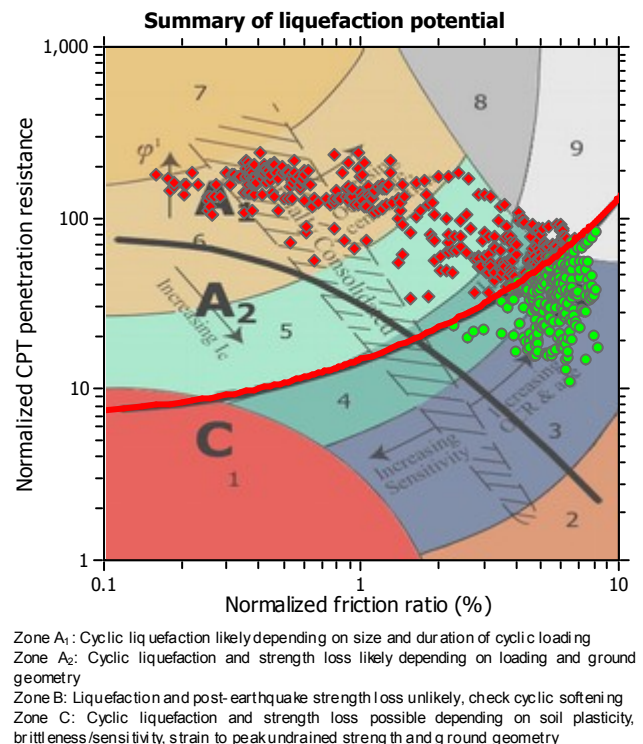 Summary of liquefaction potential
1,000
7
8
9
φ'
100
A₁
6
Consolidated
A₂
Increasing Ic
5
Normalized CPT penetration resistance
10
4
C
Increasing
OCR & age
3
1
Increasing
Sensitivity
2
1
0.1
1
10
Normalized friction ratio (%)
Zone A₁: Cyclic liquefaction likely depending on size and duration of cyclic loading
Zone A₂: Cyclic liquefaction and strength loss likely depending on loading and ground
geometry
Zone B: Liquefaction and post-earthquake strength loss unlikely, check cyclic softening
Zone C: Cyclic liquefaction and strength loss possible depending on soil plasticity,
brittleness/sensitivity, strain to peak undrained strength and ground geometry